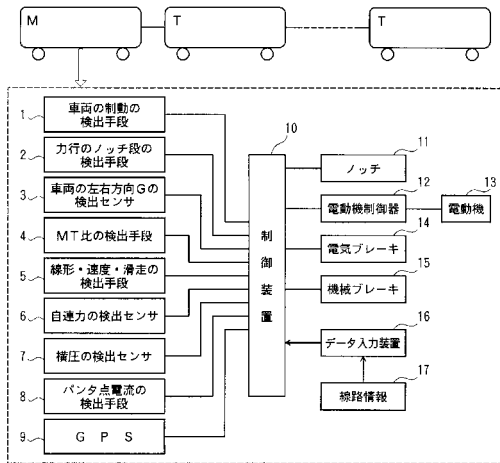 M
T
T
1
車両の制動の
検出手段
2
力行のノッチ段の
検出手段
3
車両の左右方向Gの
検出センサ
4
MT比の検出手段
5
線形・速度・滑走の
検出手段
6
自連力の検出センサ
7
横圧の検出センサ
8
パンタ点電流の
検出手段
9
G P S
10
制御装置
11
ノッチ
12
電動機制御器
13
電動機
14
電気ブレーキ
15
機械ブレーキ
16
データ入力装置
17
線路情報